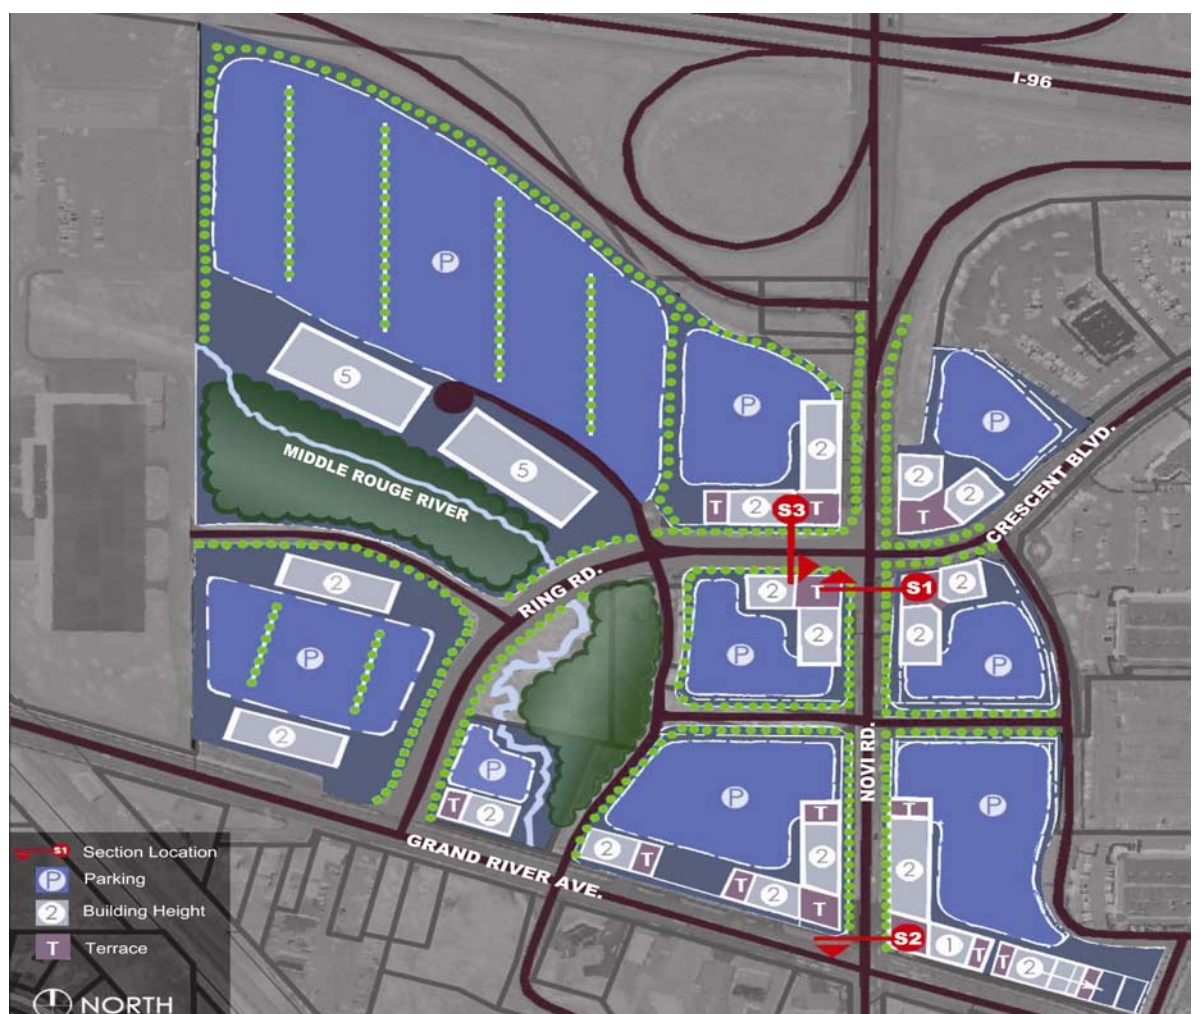 I-96
P
5
P
2
P
2
2
5
T
2
S3
T
T
MIDDLE ROUGE RIVER
CRESCENT BLVD.
RING RD.
2
2
T
S1
2
2
2
P
P
P
2
NOVI RD.
P
T
2
P
P
T
T
2
2
2
T
T
2
T
GRAND RIVER AVE.
S2
1
T
T
2
T
S1 Section Location
P Parking
2 Building Height
T Terrace
NORTH